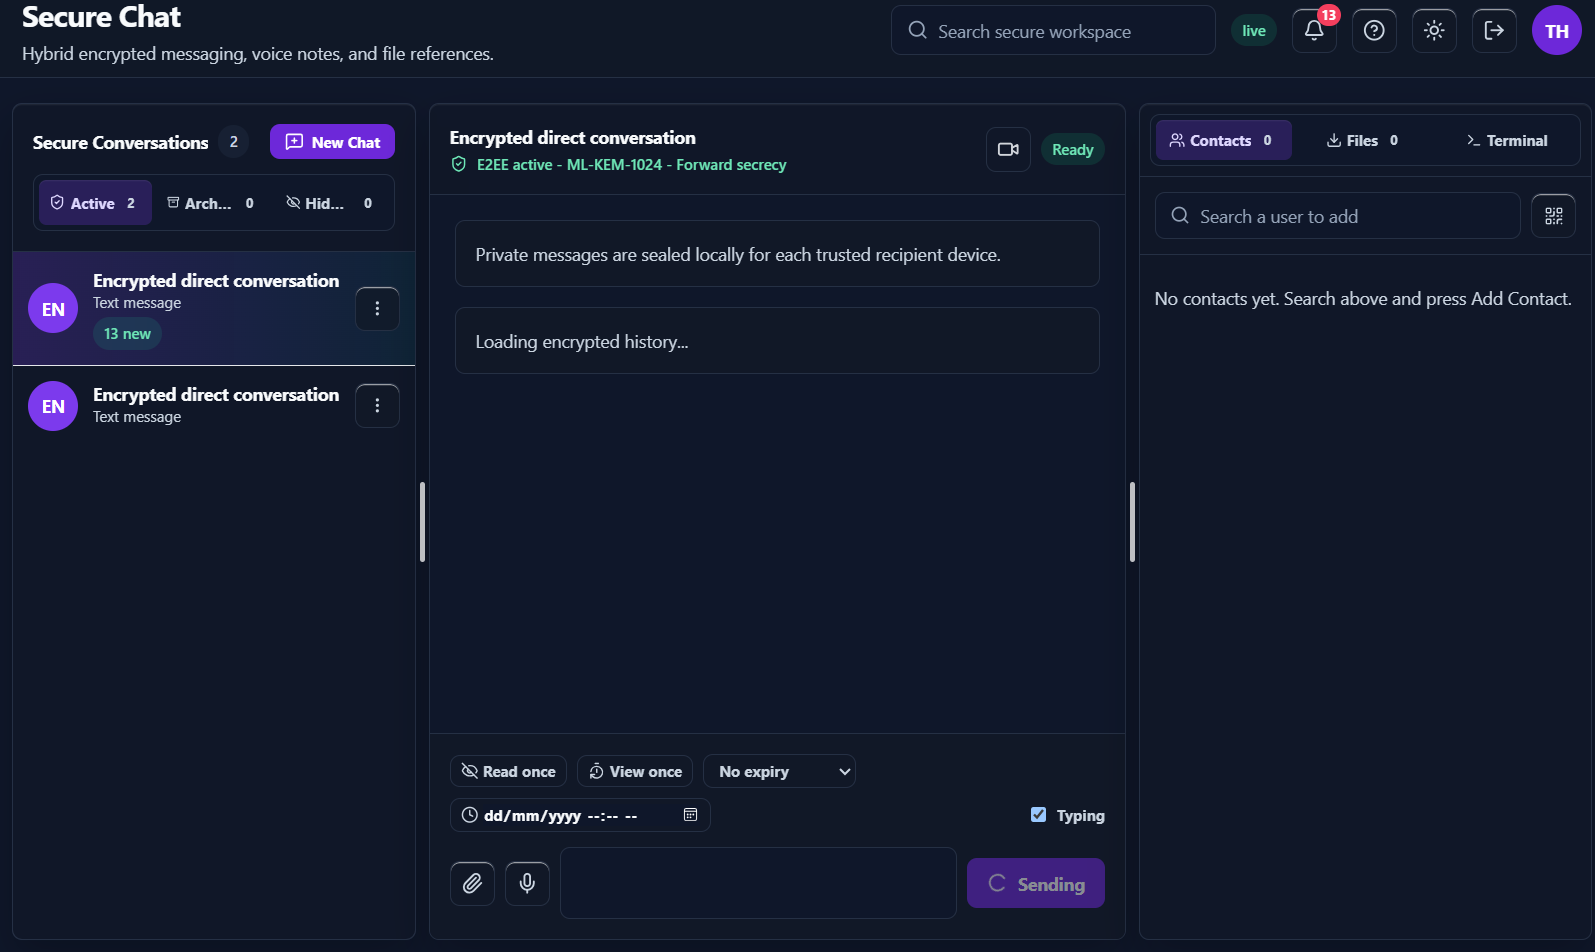 Secure Chat
Hybrid encrypted messaging, voice notes, and file references.
Search secure workspace
live
13
TH
Secure Conversations 2
New Chat
Active 2
Arch... 0
Hid... 0
EN
Encrypted direct conversation
Text message
13 new
EN
Encrypted direct conversation
Text message
Encrypted direct conversation
E2EE active - ML-KEM-1024 - Forward secrecy
Ready
Private messages are sealed locally for each trusted recipient device.
Loading encrypted history...
Read once
View once
No expiry
dd/mm/yyyy --:-- --
Typing
Sending
Contacts 0
Files 0
Terminal
Search a user to add
No contacts yet. Search above and press Add Contact.